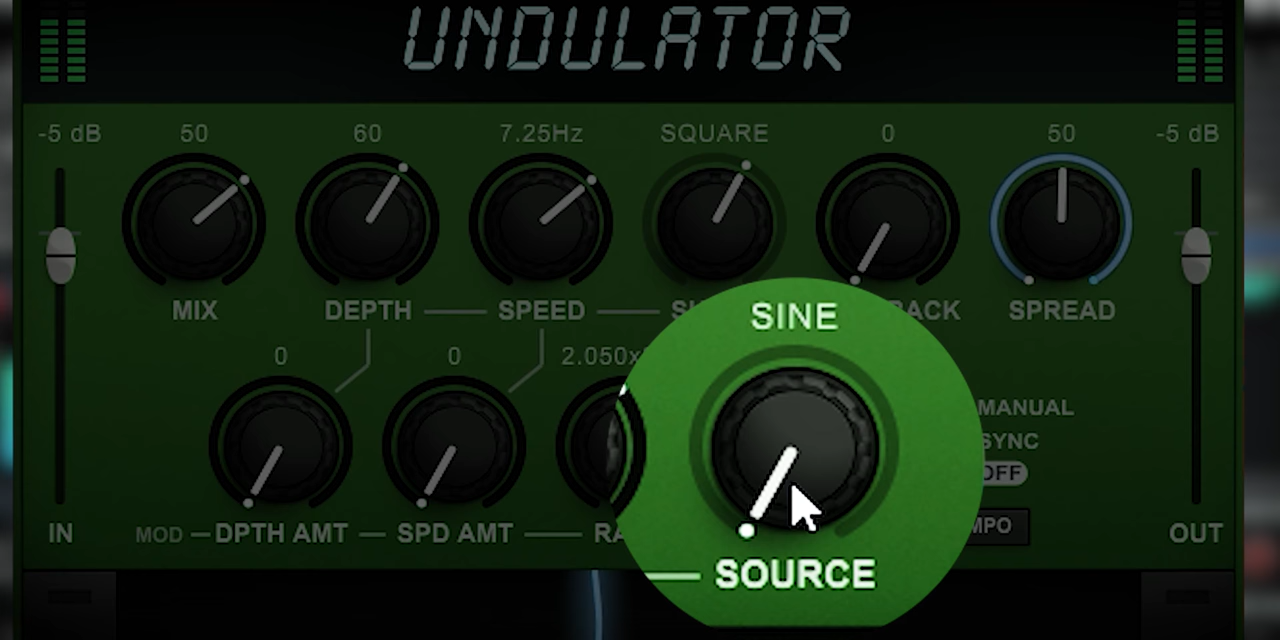 UNDULATOR
-5 dB 50 60 7.25Hz SQUARE 0 50 -5 dB
MIX DEPTH SPEED SPREAD
SINE
0 0 2.050x
MANUAL
SYNC
OFF
IN MOD DPTH AMT SPD AMT OUT
SOURCE